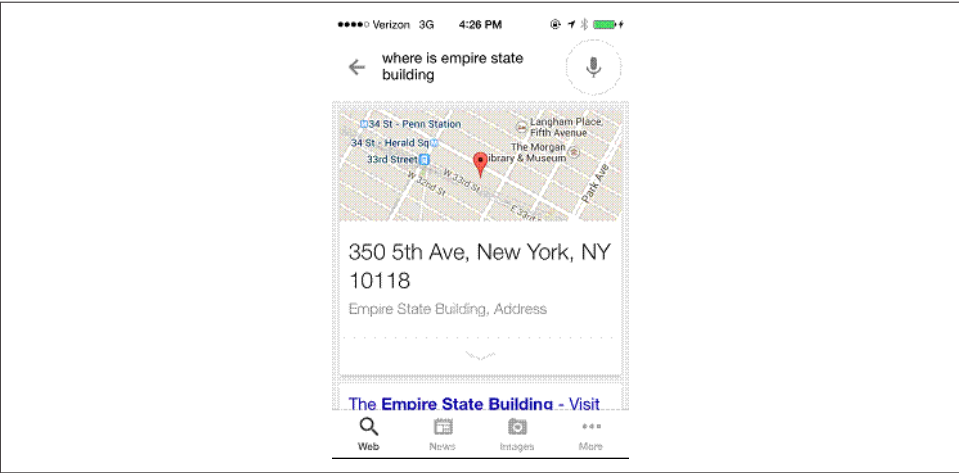 Verizon 3G 4:26 PM
where is empire state
building
34 St - Penn Station
Langham Place,
Fifth Avenue
34 St - Herald Sq
The Morgan
Library & Museum
33rd Street
W 32nd St
W 33rd St
E 33rd St
Park Ave
350 5th Ave, New York, NY
10118
Empire State Building, Address
The Empire State Building - Visit
Web News Images More